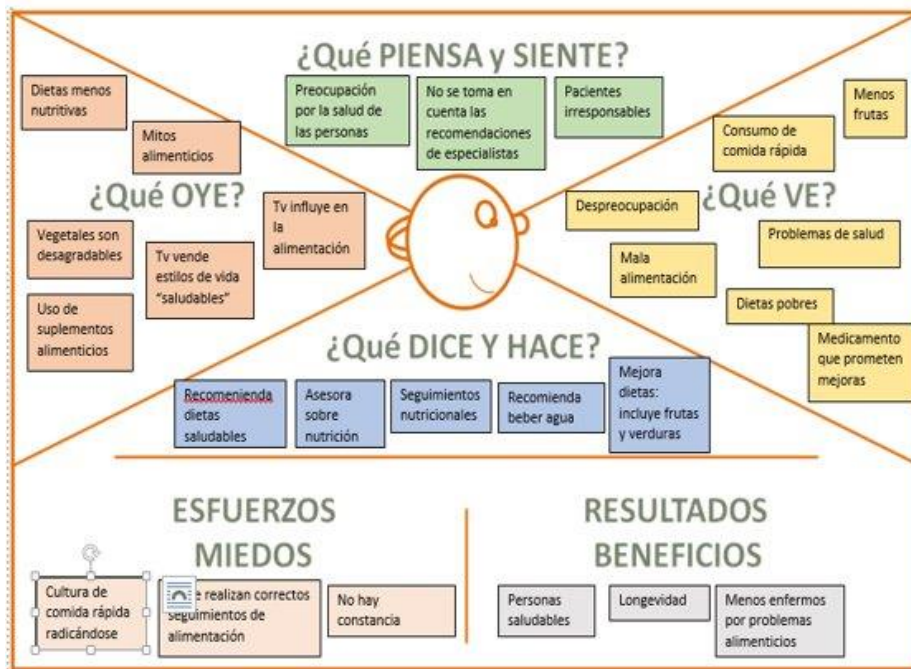 ¿Qué PIENSA y SIENTE?
Preocupación
por la salud de
las personas
No se toma en
cuenta las
recomendaciones
de especialistas
Pacientes
irresponsables
Dietas menos
nutritivas
Mitos
alimenticios
¿Qué OYE?
Vegetales son
desagradables
Tv vende
estilos de vida
“saludables”
Tv influye en
la
alimentación
Uso de
suplementos
alimenticios
Menos
frutas
Consumo de
comida rápida
¿Qué VE?
Despreocupación
Problemas de salud
Mala
alimentación
Dietas pobres
Medicamento
que prometen
mejoras
¿Qué DICE Y HACE?
Recomenienda
dietas
saludables
Asesora
sobre
nutrición
Seguimientos
nutricionales
Recomienda
beber agua
Mejora
dietas:
incluye frutas
y verduras
ESFUERZOS
MIEDOS
Cultura de
comida rápida
radicándose
realizan correctos
seguimientos de
alimentación
No hay
constancia
RESULTADOS
BENEFICIOS
Personas
saludables
Longevidad
Menos enfermos
por problemas
alimenticios